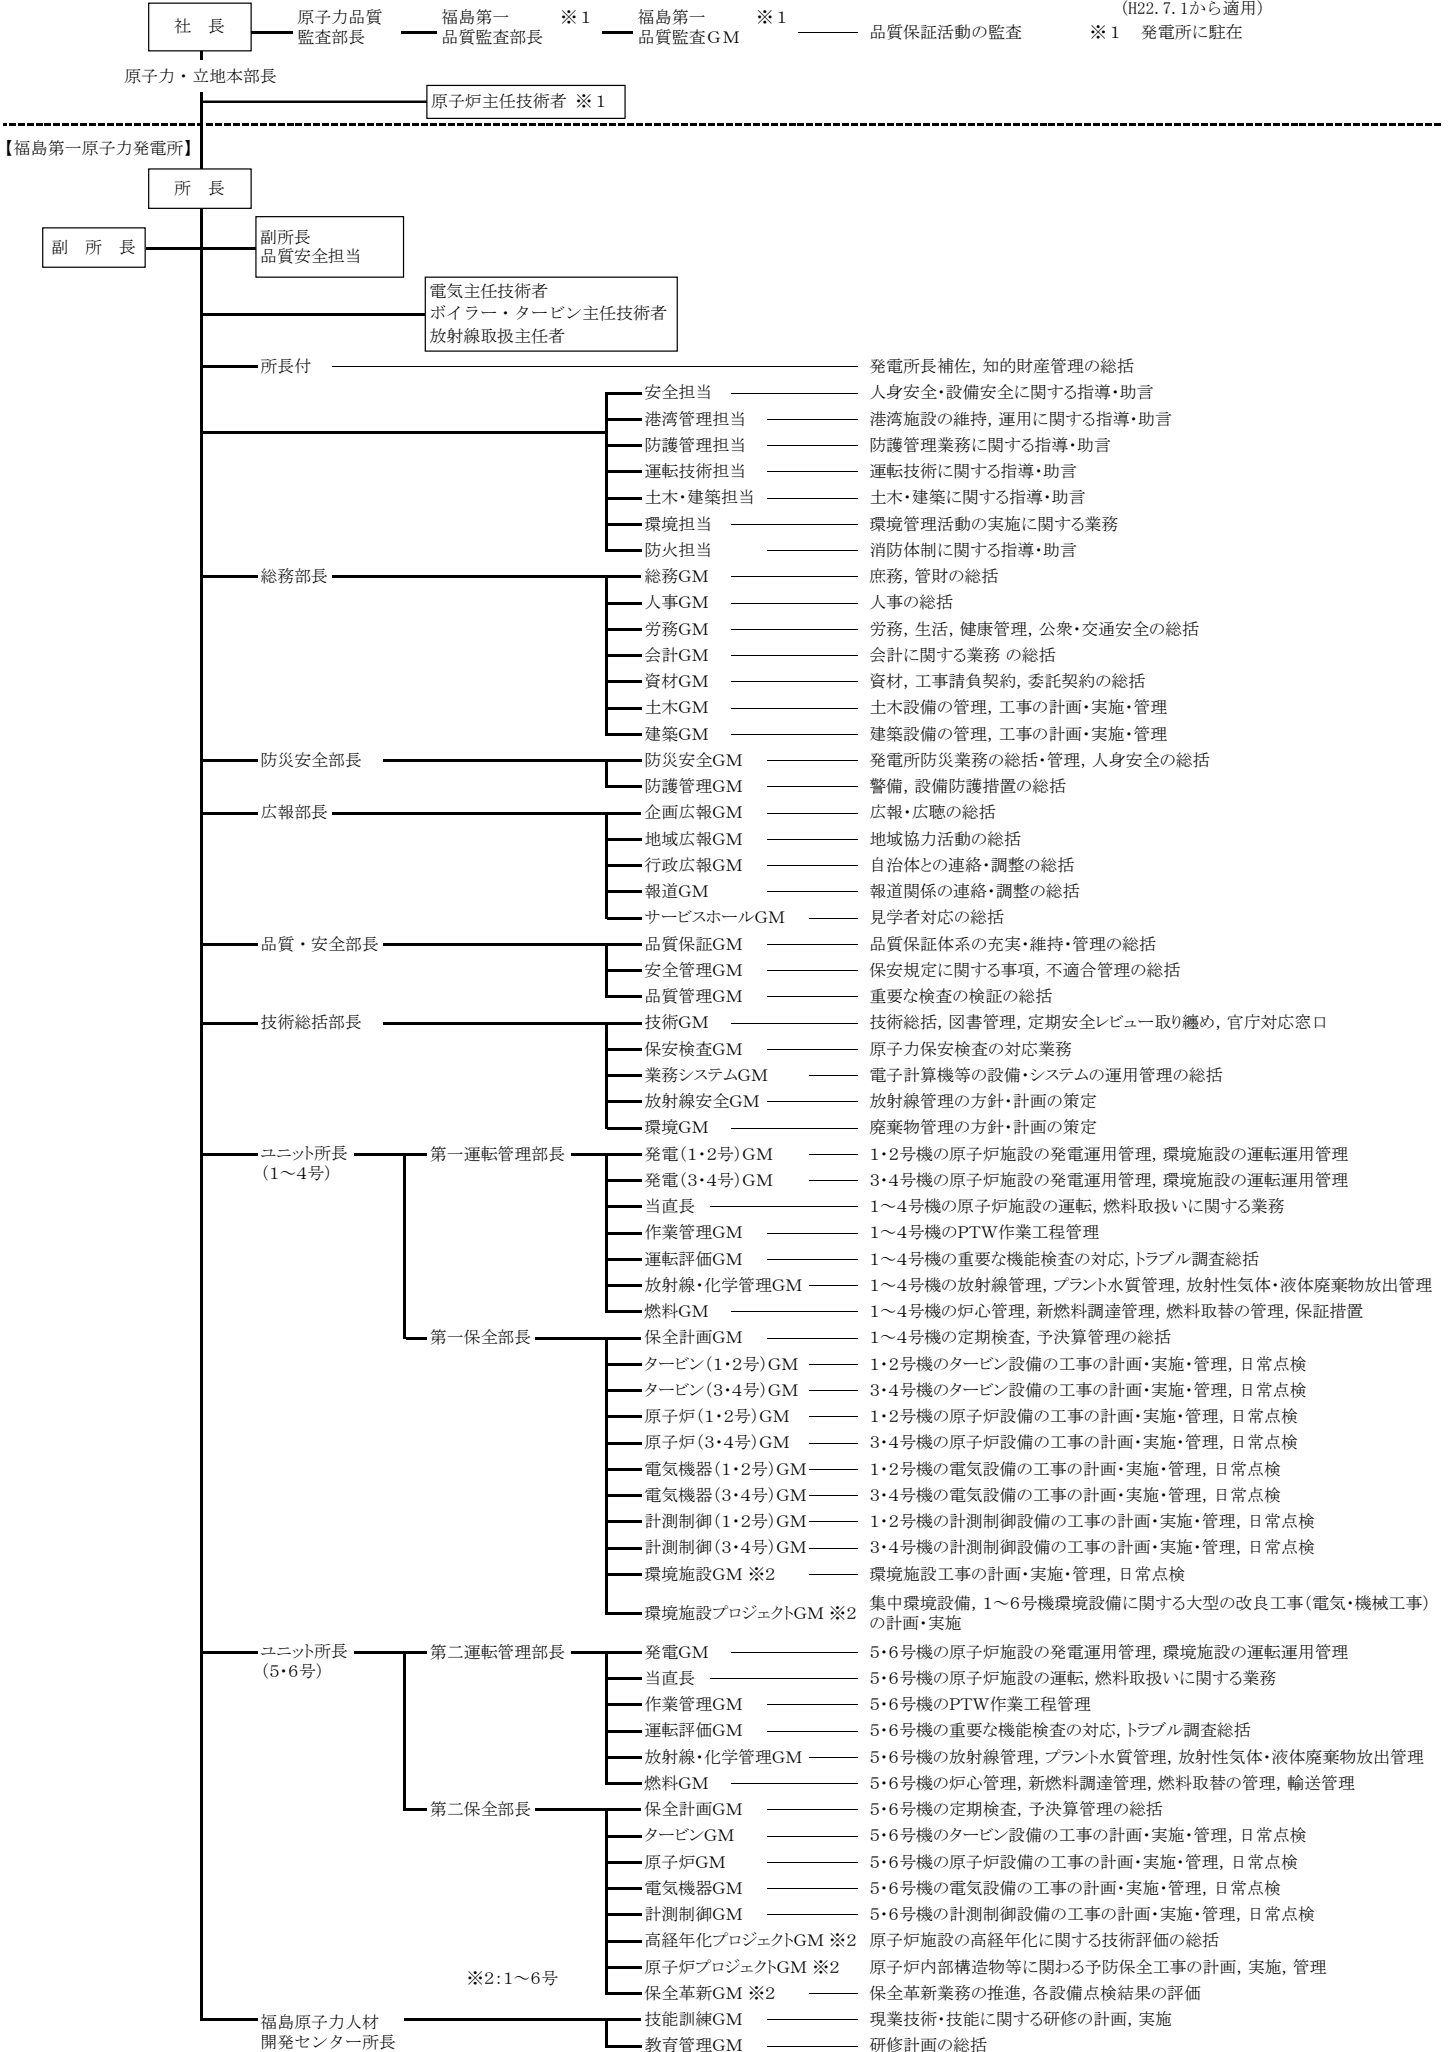 (H22.7.1から適用)
社 長
原子力品質
監査部長
福島第一 ※1
品質監査部長
福島第一 ※1
品質監査GM
品質保証活動の監査
※1 発電所に駐在
原子力・立地本部長
原子炉主任技術者 ※1
【福島第一原子力発電所】
所 長
副 所 長
副所長
品質安全担当
電気主任技術者
ボイラー・タービン主任技術者
放射線取扱主任者
所長付 発電所長補佐, 知的財産管理の総括
安全担当 人身安全・設備安全に関する指導・助言
港湾管理担当 港湾施設の維持, 運用に関する指導・助言
防護管理担当 防護管理業務に関する指導・助言
運転技術担当 運転技術に関する指導・助言
土木・建築担当 土木・建築に関する指導・助言
環境担当 環境管理活動の実施に関する業務
防火担当 消防体制に関する指導・助言
総務部長 総務GM 庶務, 管財の総括
人事GM 人事の総括
労務GM 労務, 生活, 健康管理, 公衆・交通安全の総括
会計GM 会計に関する業務 の総括
資材GM 資材, 工事請負契約, 委託契約の総括
土木GM 土木設備の管理, 工事の計画・実施・管理
建築GM 建築設備の管理, 工事の計画・実施・管理
防災安全部長 防災安全GM 発電所防災業務の総括・管理, 人身安全の総括
防護管理GM 警備, 設備防護措置の総括
広報部長 企画広報GM 広報・広聴の総括
地域広報GM 地域協力活動の総括
行政広報GM 自治体との連絡・調整の総括
報道GM 報道関係の連絡・調整の総括
サービスホールGM 見学者対応の総括
品質・安全部長 品質保証GM 品質保証体系の充実・維持・管理の総括
安全管理GM 保安規定に関する事項, 不適合管理の総括
品質管理GM 重要な検査の検証の総括
技術総括部長 技術GM 技術総括, 図書管理, 定期安全レビュー取り纏め, 官庁対応窓口
保安検査GM 原子力保安検査の対応業務
業務システムGM 電子計算機等の設備・システムの運用管理の総括
放射線安全GM 放射線管理の方針・計画の策定
環境GM 廃棄物管理の方針・計画の策定
ユニット所長 第一運転管理部長 発電(1・2号)GM 1・2号機の原子炉施設の発電運用管理, 環境施設の運転運用管理
(1～4号) 発電(3・4号)GM 3・4号機の原子炉施設の発電運用管理, 環境施設の運転運用管理
当直長 1～4号機の原子炉施設の運転, 燃料取扱いに関する業務
作業管理GM 1～4号機のPTW作業工程管理
運転評価GM 1～4号機の重要な機能検査の対応, トラブル調査総括
放射線・化学管理GM 1～4号機の放射線管理, プラント水質管理, 放射性気体・液体廃棄物放出管理
燃料GM 1～4号機の炉心管理, 新燃料調達管理, 燃料取替の管理, 保証措置
第一保全部長 保全計画GM 1～4号機の定期検査, 予決算管理の総括
タービン(1・2号)GM 1・2号機のタービン設備の工事の計画・実施・管理, 日常点検
タービン(3・4号)GM 3・4号機のタービン設備の工事の計画・実施・管理, 日常点検
原子炉(1・2号)GM 1・2号機の原子炉設備の工事の計画・実施・管理, 日常点検
原子炉(3・4号)GM 3・4号機の原子炉設備の工事の計画・実施・管理, 日常点検
電気機器(1・2号)GM 1・2号機の電気設備の工事の計画・実施・管理, 日常点検
電気機器(3・4号)GM 3・4号機の電気設備の工事の計画・実施・管理, 日常点検
計測制御(1・2号)GM 1・2号機の計測制御設備の工事の計画・実施・管理, 日常点検
計測制御(3・4号)GM 3・4号機の計測制御設備の工事の計画・実施・管理, 日常点検
環境施設GM ※2 環境施設工事の計画・実施・管理, 日常点検
環境施設プロジェクトGM ※2 集中環境設備, 1～6号機環境設備に関する大型の改良工事(電気・機械工事)
の計画・実施
ユニット所長 第二運転管理部長 発電GM 5・6号機の原子炉施設の発電運用管理, 環境施設の運転運用管理
(5・6号) 当直長 5・6号機の原子炉施設の運転, 燃料取扱いに関する業務
作業管理GM 5・6号機のPTW作業工程管理
運転評価GM 5・6号機の重要な機能検査の対応, トラブル調査総括
放射線・化学管理GM 5・6号機の放射線管理, プラント水質管理, 放射性気体・液体廃棄物放出管理
燃料GM 5・6号機の炉心管理, 新燃料調達管理, 燃料取替の管理, 輸送管理
第二保全部長 保全計画GM 5・6号機の定期検査, 予決算管理の総括
タービンGM 5・6号機のタービン設備の工事の計画・実施・管理, 日常点検
原子炉GM 5・6号機の原子炉設備の工事の計画・実施・管理, 日常点検
電気機器GM 5・6号機の電気設備の工事の計画・実施・管理, 日常点検
計測制御GM 5・6号機の計測制御設備の工事の計画・実施・管理, 日常点検
高経年化プロジェクトGM ※2 原子炉施設の高経年化に関する技術評価の総括
原子炉プロジェクトGM ※2 原子炉内部構造物等に関わる予防保全工事の計画, 実施, 管理
※2:1～6号 保全革新GM ※2 保全革新業務の推進, 各設備点検結果の評価
福島原子力人材 技能訓練GM 現業技術・技能に関する研修の計画, 実施
開発センター所長 教育管理GM 研修計画の総括